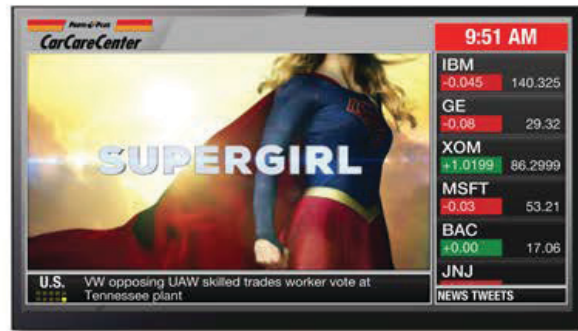 Parts Plus
CarCareCenter
9:51 AM
SUPERGIRL
IBM
-0.045 140.325
GE
-0.08 29.32
XOM
+1.0199 86.2999
MSFT
-0.03 53.21
BAC
+0.00 17.06
JNJ
NEWS TWEETS
U.S. VW opposing UAW skilled trades worker vote at
Tennessee plant